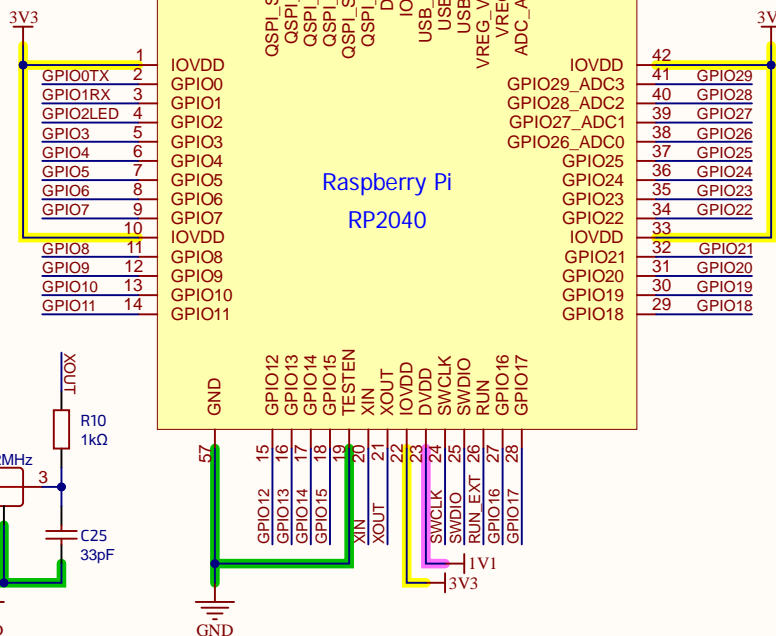 3V3
QSPI_S
QSPI_
QSPI_
QSPI_
QSPI_S
QSPI_
D
IO
USB_
USB
USB
VREG_V
VREG
ADC_A
3V
1 IOVDD
GPIO0TX 2 GPIO0
GPIO1RX 3 GPIO1
GPIO2LED 4 GPIO2
GPIO3 5 GPIO3
GPIO4 6 GPIO4
GPIO5 7 GPIO5
GPIO6 8 GPIO6
GPIO7 9 GPIO7
10 IOVDD
GPIO8 11 GPIO8
GPIO9 12 GPIO9
GPIO10 13 GPIO10
GPIO11 14 GPIO11
Raspberry Pi
RP2040
IOVDD 42
GPIO29_ADC3 41 GPIO29
GPIO28_ADC2 40 GPIO28
GPIO27_ADC1 39 GPIO27
GPIO26_ADC0 38 GPIO26
GPIO25 37 GPIO25
GPIO24 36 GPIO24
GPIO23 35 GPIO23
GPIO22 34 GPIO22
IOVDD 33
GPIO21 32 GPIO21
GPIO20 31 GPIO20
GPIO19 30 GPIO19
GPIO18 29 GPIO18
GND 57
GPIO12 15 GPIO12
GPIO13 16 GPIO13
GPIO14 17 GPIO14
GPIO15 18 GPIO15
TESTEN 19
XIN 20 XIN
XOUT 21 XOUT
IOVDD 22
DVDD 23
SWCLK 24 SWCLK
SWDIO 25 SWDIO
RUN 26 RUN_EXT
GPIO16 27 GPIO16
GPIO17 28 GPIO17
XOUT
R10
1kΩ
2MHz
3
C25
33pF
1V1
3V3
GND